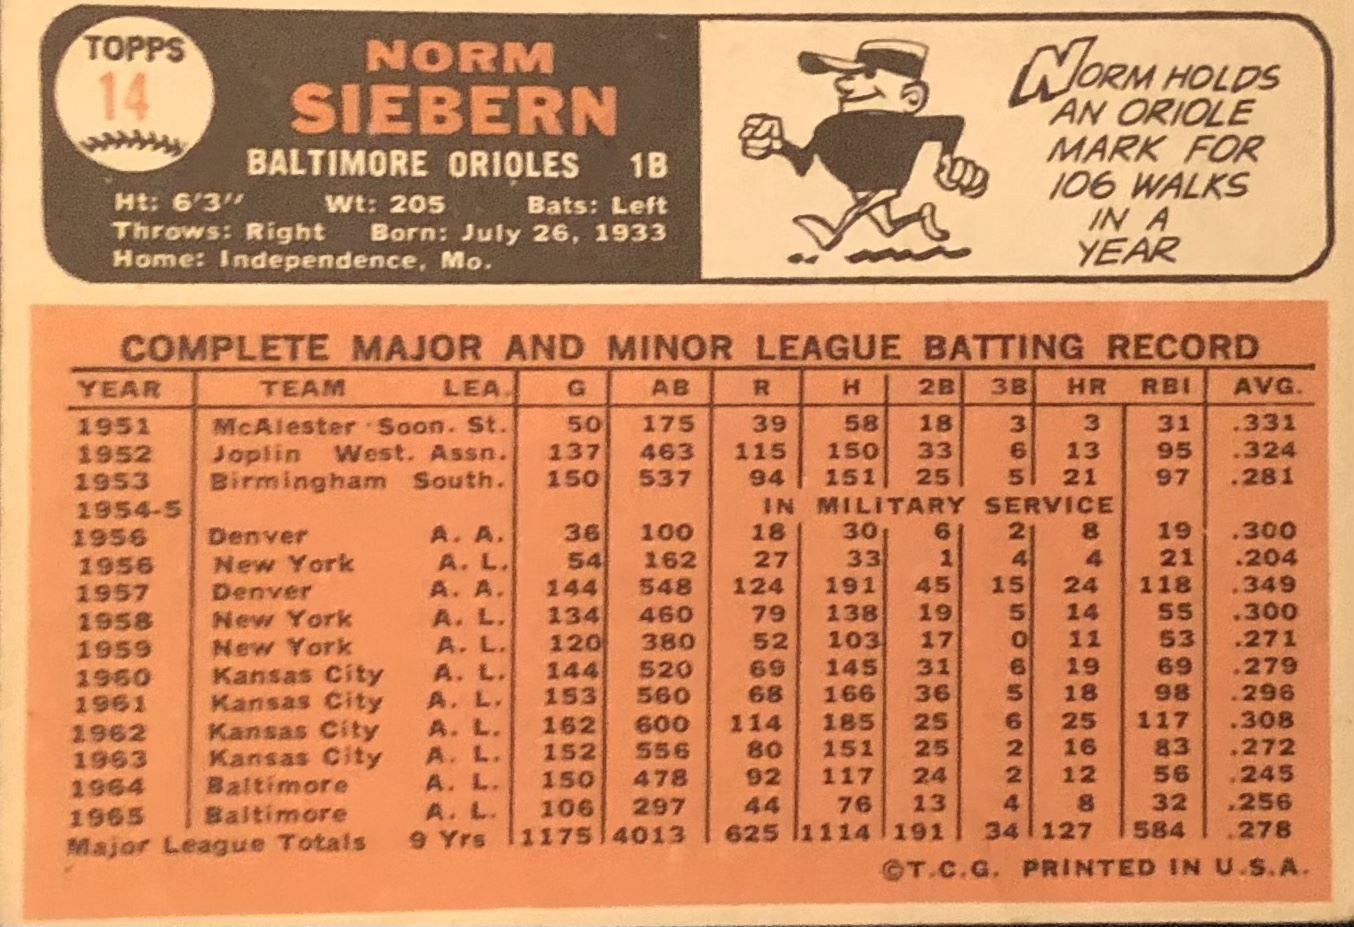 TOPPS
14
NORM
SIEBERN
BALTIMORE ORIOLES 1B
Ht: 6'3" Wt: 205 Bats: Left
Throws: Right Born: July 26, 1933
Home: Independence, Mo.
NORM HOLDS
AN ORIOLE
MARK FOR
106 WALKS
IN A
YEAR
COMPLETE MAJOR AND MINOR LEAGUE BATTING RECORD
YEAR TEAM LEA. G AB R H 2B 3B HR RBI AVG.
1951 McAlester Soon. St. 50 175 39 58 18 3 3 31 .331
1952 Joplin West. Assn. 137 463 115 150 33 6 13 95 .324
1953 Birmingham South. 150 537 94 151 25 5 21 97 .281
1954-5 IN MILITARY SERVICE
1956 Denver A. A. 36 100 18 30 6 2 8 19 .300
1956 New York A. L. 54 162 27 33 1 4 4 21 .204
1957 Denver A. A. 144 548 124 191 45 15 24 118 .349
1958 New York A. L. 134 460 79 138 19 5 14 55 .300
1959 New York A. L. 120 380 52 103 17 0 11 53 .271
1960 Kansas City A. L. 144 520 69 145 31 6 19 69 .279
1961 Kansas City A. L. 153 560 68 166 36 5 18 98 .296
1962 Kansas City A. L. 162 600 114 185 25 6 25 117 .308
1963 Kansas City A. L. 152 556 80 151 25 2 16 83 .272
1964 Baltimore A. L. 150 478 92 117 24 2 12 56 .245
1965 Baltimore A. L. 106 297 44 76 13 4 8 32 .256
Major League Totals 9 Yrs 1175 4013 625 1114 191 34 127 584 .278
©T.C.G. PRINTED IN U.S.A.